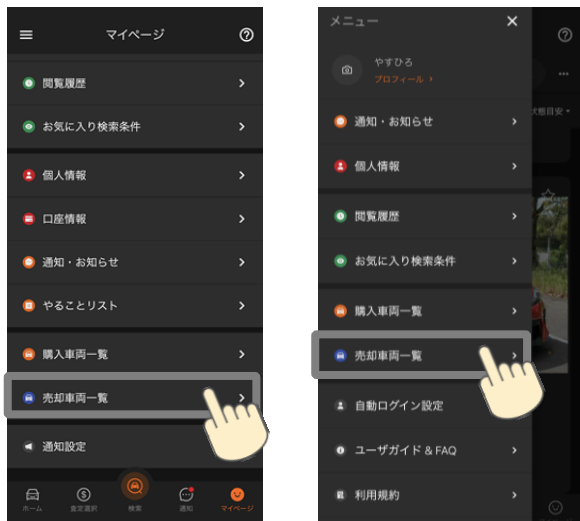 マイページ
閲覧履歴
お気に入り検索条件
個人情報
口座情報
通知・お知らせ
やることリスト
購入車両一覧
売却車両一覧
通知設定
ホーム
査定選択
検索
通知
マイページ
メニュー
やすひろ
プロフィール
通知・お知らせ
個人情報
閲覧履歴
お気に入り検索条件
購入車両一覧
売却車両一覧
自動ログイン設定
ユーザガイド & FAQ
利用規約
状態目安